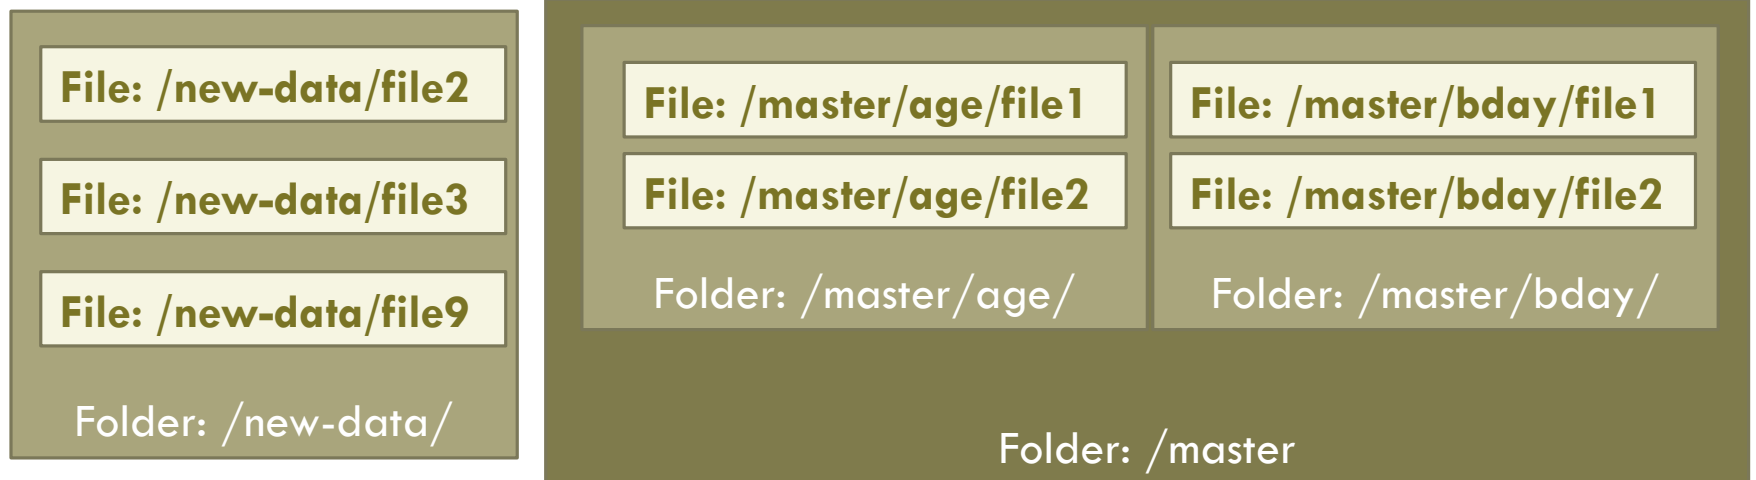 File: /new-data/file2
File: /new-data/file3
File: /new-data/file9
Folder: /new-data/
File: /master/age/file1
File: /master/age/file2
Folder: /master/age/
File: /master/bday/file1
File: /master/bday/file2
Folder: /master/bday/
Folder: /master